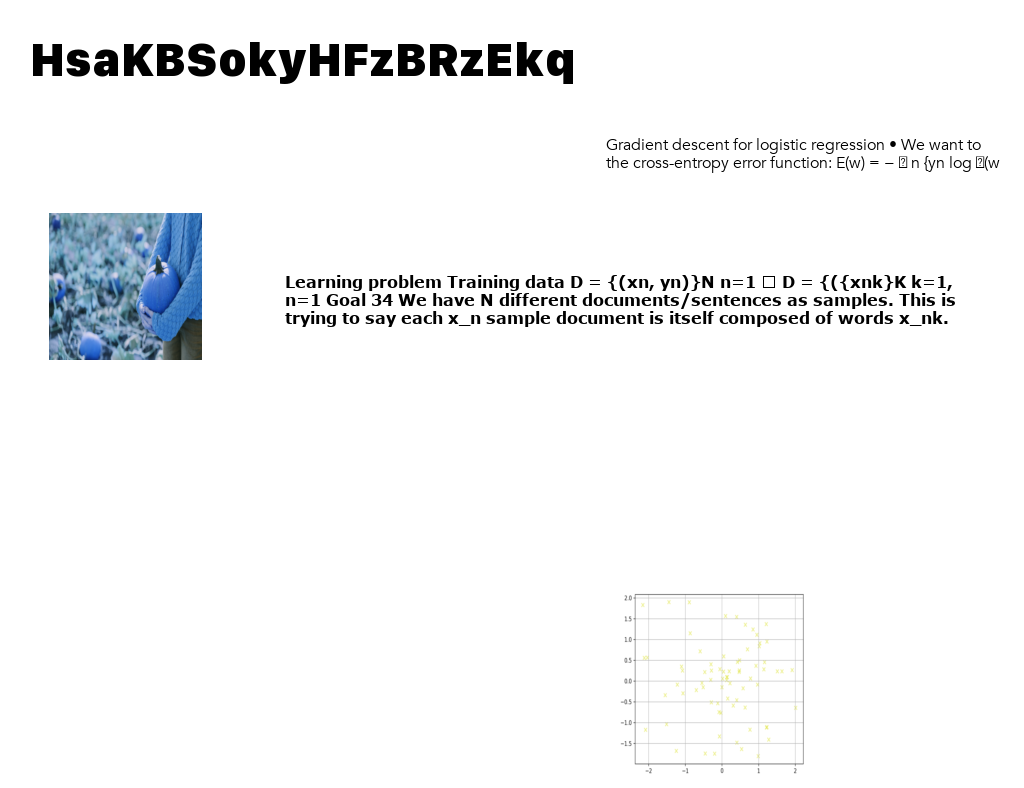 HsaKBSokyHFzBRzEkq
Gradient descent for logistic regression • We want to
the cross-entropy error function: E(w) = − � n {yn log �(w
Learning problem Training data D = {(xn, yn)}N n=1 □ D = {({xnk}K k=1,
n=1 Goal 34 We have N different documents/sentences as samples. This is
trying to say each x_n sample document is itself composed of words x_nk.
2.0
1.5
1.0
0.5
0.0
−0.5
−1.0
−1.5
−2 −1 0 1 2